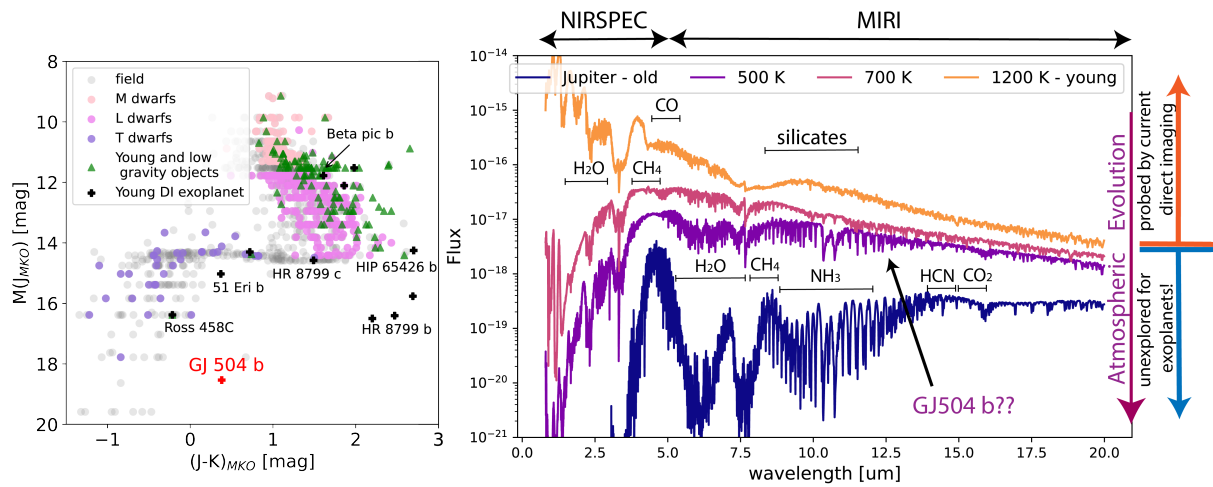 8
10
12
14
16
18
20
M(J_MKO) [mag]
−1
0
1
2
3
(J-K)_MKO [mag]
field
M dwarfs
L dwarfs
T dwarfs
Young and low
gravity objects
Young DI exoplanet
Beta pic b
HIP 65426 b
HR 8799 c
51 Eri b
HR 8799 b
Ross 458C
GJ 504 b
NIRSPEC
MIRI
10⁻¹⁴
10⁻¹⁵
10⁻¹⁶
10⁻¹⁷
10⁻¹⁸
10⁻¹⁹
10⁻²⁰
10⁻²¹
Flux
Jupiter - old
500 K
700 K
1200 K - young
CO
silicates
H₂O
CH₄
H₂O
CH₄
NH₃
HCN
CO₂
GJ504 b??
0.0
2.5
5.0
7.5
10.0
12.5
15.0
17.5
20.0
wavelength [um]
Atmospheric Evolution
probed by current
direct imaging
unexplored for
exoplanets!